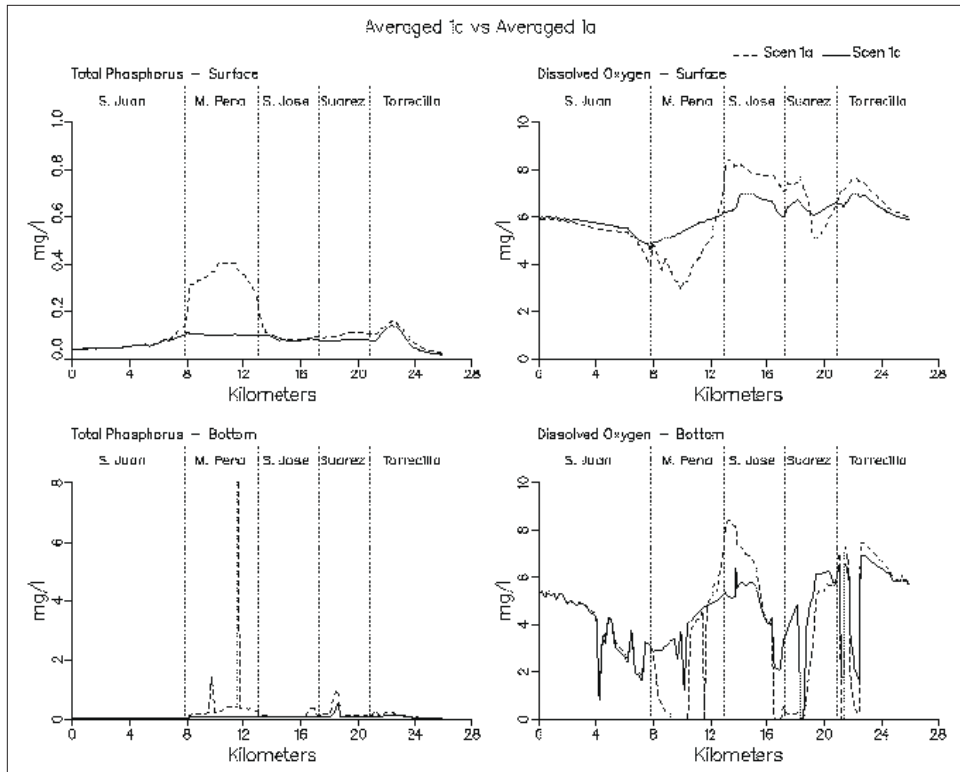 Averaged 1c vs Averaged 1a
Scen 1a Scen 1c
Total Phosphorus – Surface
S. Juan M. Pena S. Jose Suarez Torrecilla
1.0
0.8
0.6
0.4
0.2
0.0
mg/l
0 4 8 12 16 20 24 28
Kilometers
Dissolved Oxygen – Surface
S. Juan M. Pena S. Jose Suarez Torrecilla
10
8
6
4
2
0
mg/l
0 4 8 12 16 20 24 28
Kilometers
Total Phosphorus – Bottom
S. Juan M. Pena S. Jose Suarez Torrecilla
8
6
4
2
0
mg/l
0 4 8 12 16 20 24 28
Kilometers
Dissolved Oxygen – Bottom
S. Juan M. Pena S. Jose Suarez Torrecilla
10
8
6
4
2
0
mg/l
0 4 8 12 16 20 24 28
Kilometers